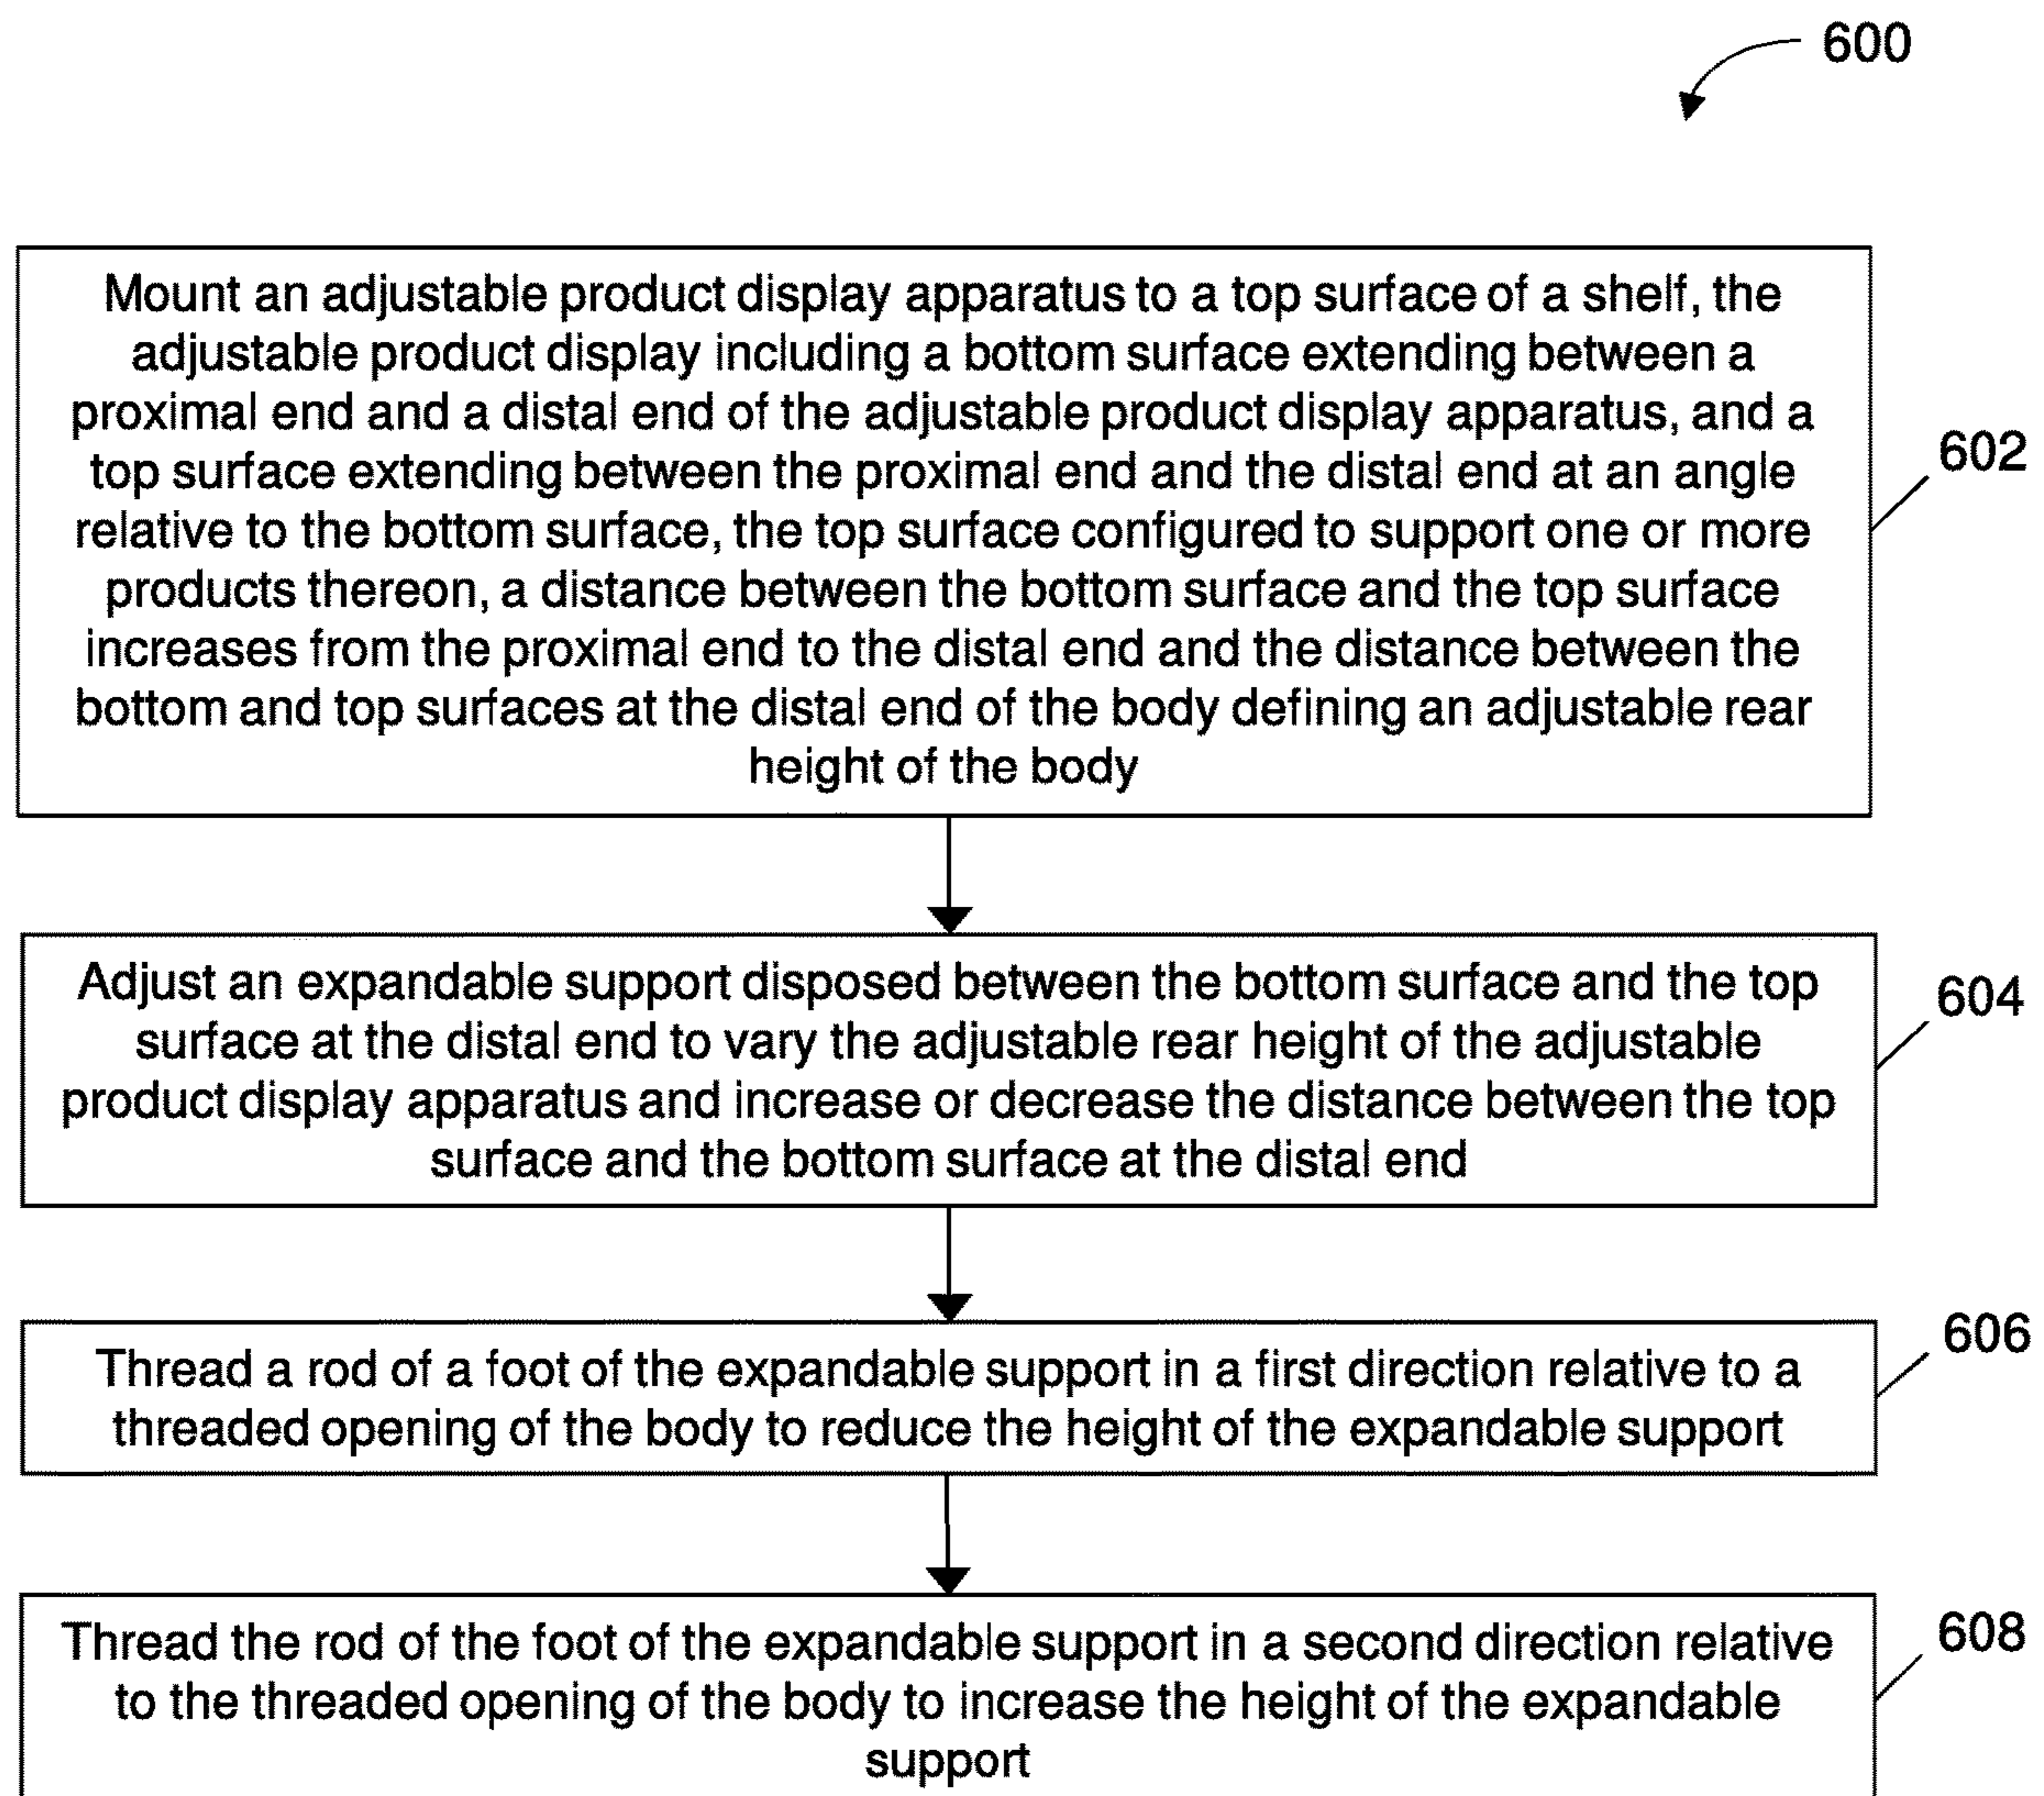 600
Mount an adjustable product display apparatus to a top surface of a shelf, the
adjustable product display including a bottom surface extending between a
proximal end and a distal end of the adjustable product display apparatus, and a
top surface extending between the proximal end and the distal end at an angle
relative to the bottom surface, the top surface configured to support one or more
products thereon, a distance between the bottom surface and the top surface
increases from the proximal end to the distal end and the distance between the
bottom and top surfaces at the distal end of the body defining an adjustable rear
height of the body
602
Adjust an expandable support disposed between the bottom surface and the top
surface at the distal end to vary the adjustable rear height of the adjustable
product display apparatus and increase or decrease the distance between the top
surface and the bottom surface at the distal end
604
Thread a rod of a foot of the expandable support in a first direction relative to a
threaded opening of the body to reduce the height of the expandable support
606
Thread the rod of the foot of the expandable support in a second direction relative
to the threaded opening of the body to increase the height of the expandable
support
608